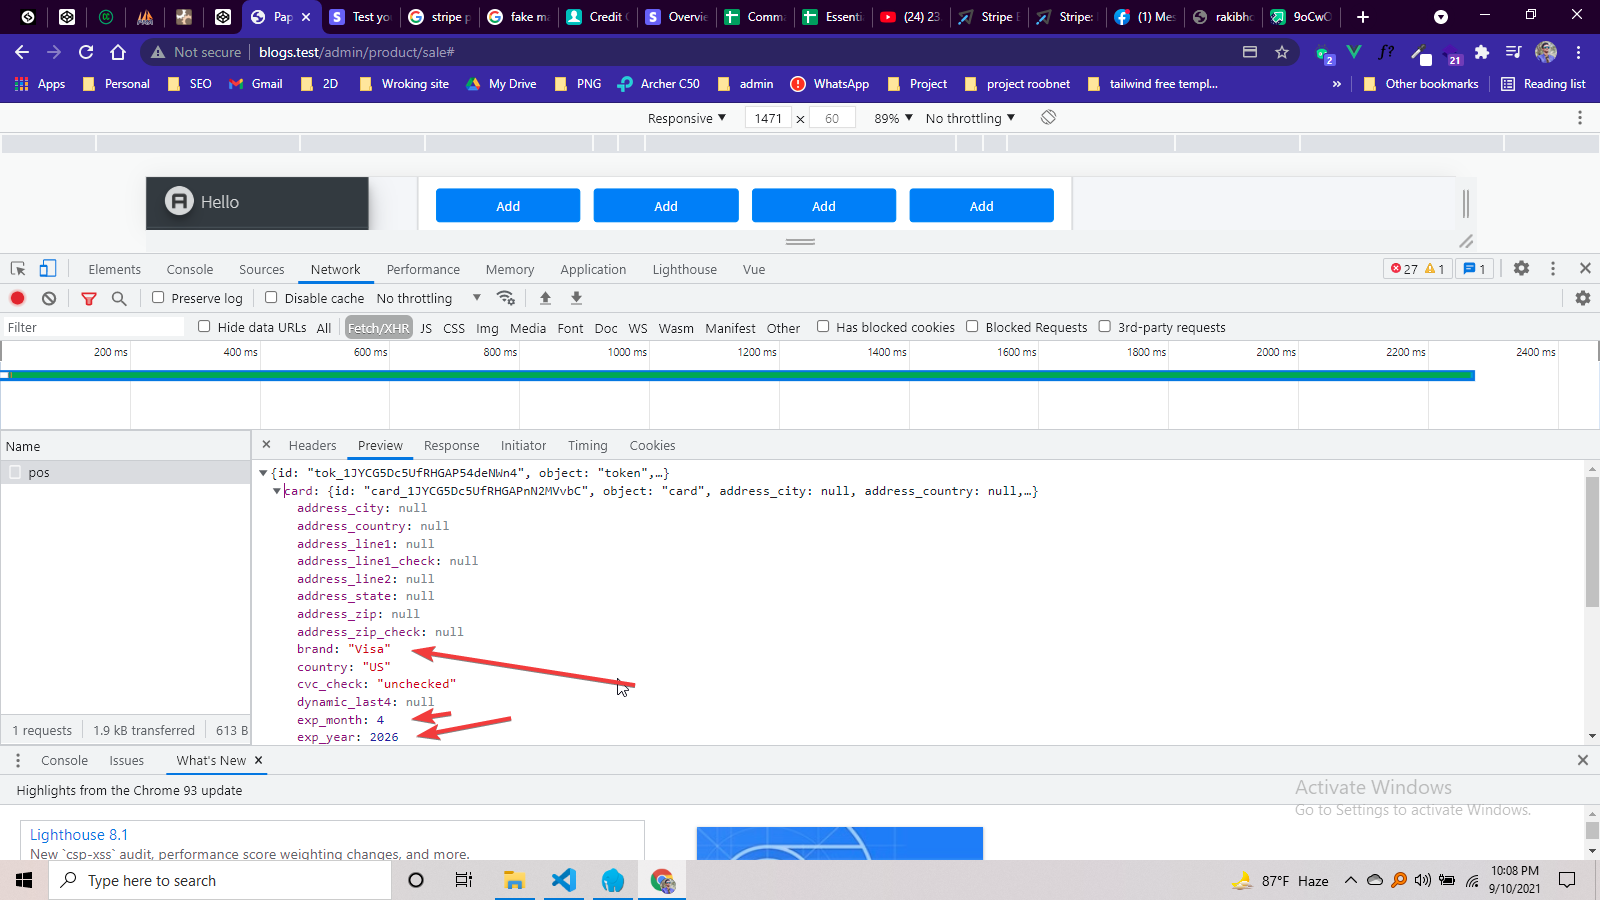 Pap
Test yo
stripe p
fake ma
Credit
Overvie
Comma
Essenti
(24) 23
Stripe E
Stripe:
(1) Mes
rakibho
9oCwO
Not secure
blogs.test/admin/product/sale#
2
f?
21
Apps
Personal
SEO
Gmail
2D
Wroking site
My Drive
PNG
Archer C50
admin
WhatsApp
Project
project roobnet
tailwind free templ...
»
Other bookmarks
Reading list
Responsive
1471
x
60
89%
No throttling
Hello
Add
Add
Add
Add
Elements
Console
Sources
Network
Performance
Memory
Application
Lighthouse
Vue
27
1
1
Preserve log
Disable cache
No throttling
Filter
Hide data URLs
All
Fetch/XHR
JS
CSS
Img
Media
Font
Doc
WS
Wasm
Manifest
Other
Has blocked cookies
Blocked Requests
3rd-party requests
200 ms
400 ms
600 ms
800 ms
1000 ms
1200 ms
1400 ms
1600 ms
1800 ms
2000 ms
2200 ms
2400 ms
Name
Headers
Preview
Response
Initiator
Timing
Cookies
pos
{id: "tok_1JYCG5Dc5UfRHGAP54deNWn4", object: "token",…}
card: {id: "card_1JYCG5Dc5UfRHGAPnN2MVvbC", object: "card", address_city: null, address_country: null,…}
address_city: null
address_country: null
address_line1: null
address_line1_check: null
address_line2: null
address_state: null
address_zip: null
address_zip_check: null
brand: "Visa"
country: "US"
cvc_check: "unchecked"
dynamic_last4: null
exp_month: 4
exp_year: 2026
1 requests
1.9 kB transferred
613 B
Console
Issues
What's New
Highlights from the Chrome 93 update
Activate Windows
Go to Settings to activate Windows.
Lighthouse 8.1
New `csp-xss` audit, performance score weighting changes, and more.
Type here to search
87°F Haze
10:08 PM
9/10/2021